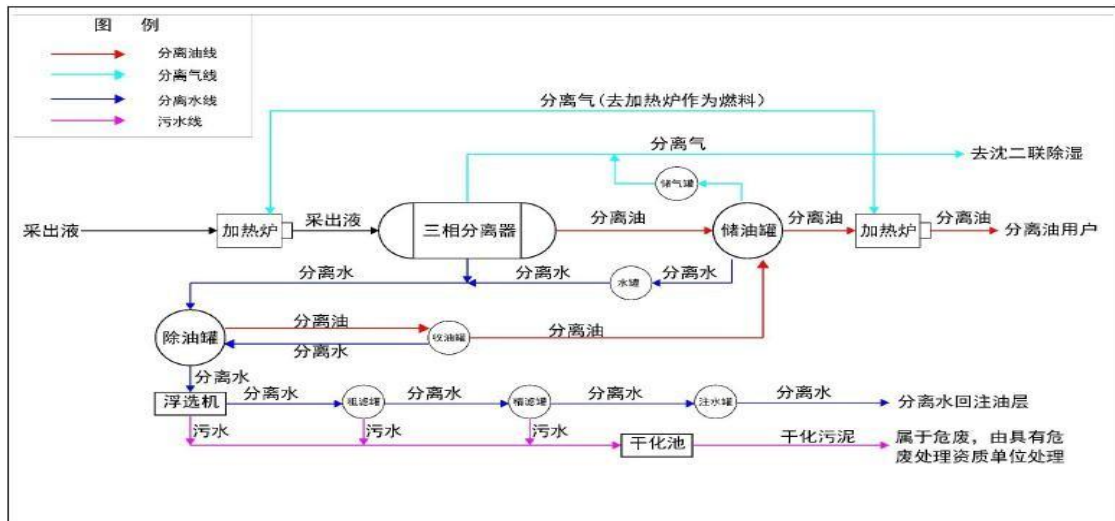 图 例
分离油线
分离气线
分离水线
污水线
分离气(去加热炉作为燃料)
分离气
去沈二联除湿
储气罐
采出液
加热炉
采出液
三相分离器
分离油
储油罐
分离油
加热炉
分离油
分离油用户
分离水
分离水
水罐
分离水
除油罐
分离油
分离水
收油罐
分离油
分离水
浮选机
分离水
粗滤罐
分离水
精滤罐
分离水
注水罐
分离水
分离水回注油层
污水
污水
污水
干化池
干化污泥
属于危废，由具有危
废处理资质单位处理